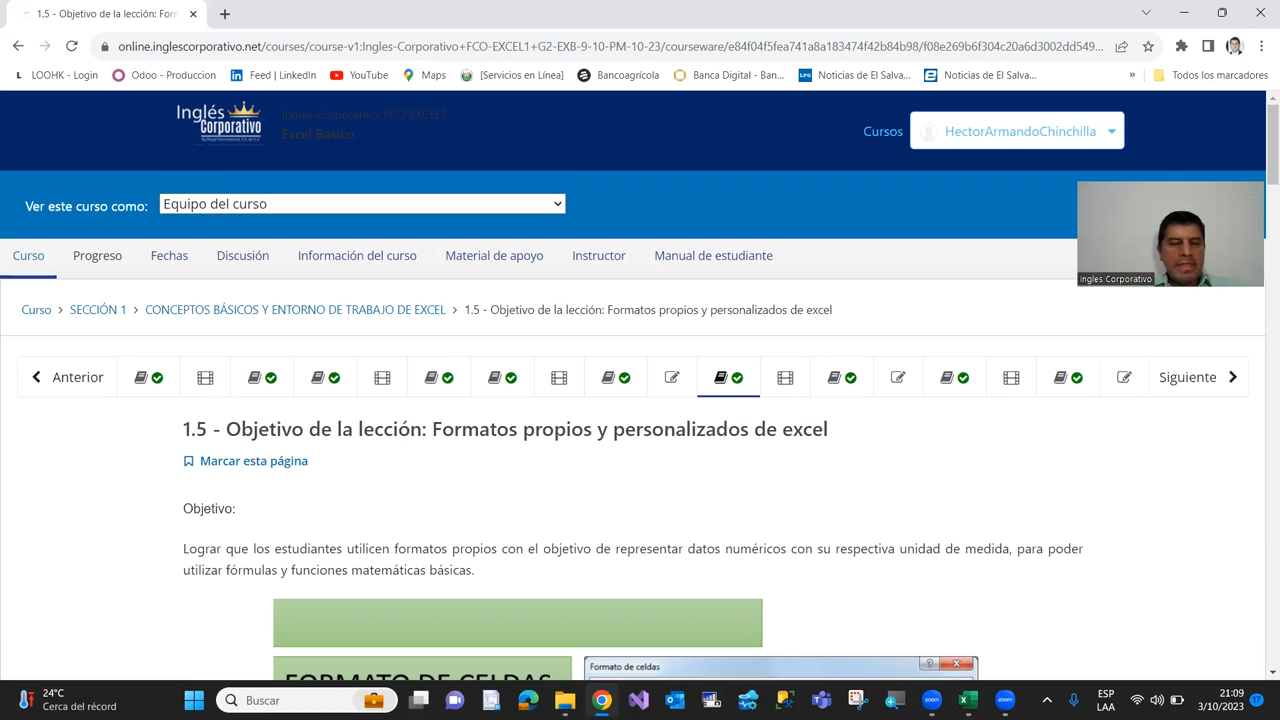 1.5 - Objetivo de la lección: Forn
online.inglescorporativo.net/courses/course-v1:Ingles-Corporativo+FCO-EXCEL1+G2-EXB-9-10-PM-10-23/courseware/e84f04f5fea741a8a183474f42b84b98/f08e269b6f304c20a6d3002dd549...
LOOHK - Login
Odoo - Produccion
Feed | LinkedIn
YouTube
Maps
[Servicios en Línea]
Bancoagrícola
Banca Digital - Ban...
LPG Noticias de El Salva...
Noticias de El Salva...
»
Todos los marcadores
Inglés
Corporativo
Ingles-Corporativo: FCO-EXCEL1
Excel Básico
Cursos
HectorArmandoChinchilla
Ver este curso como:
Equipo del curso
Curso
Progreso
Fechas
Discusión
Información del curso
Material de apoyo
Instructor
Manual de estudiante
Ingles Corporativo
Curso > SECCIÓN 1 > CONCEPTOS BÁSICOS Y ENTORNO DE TRABAJO DE EXCEL > 1.5 - Objetivo de la lección: Formatos propios y personalizados de excel
Anterior
Siguiente
1.5 - Objetivo de la lección: Formatos propios y personalizados de excel
Marcar esta página
Objetivo:
Lograr que los estudiantes utilicen formatos propios con el objetivo de representar datos numéricos con su respectiva unidad de medida, para poder
utilizar fórmulas y funciones matemáticas básicas.
FORMATO DE CELDAS
Formato de celdas
24°C
Cerca del récord
Buscar
ESP
LAA
21:09
3/10/2023